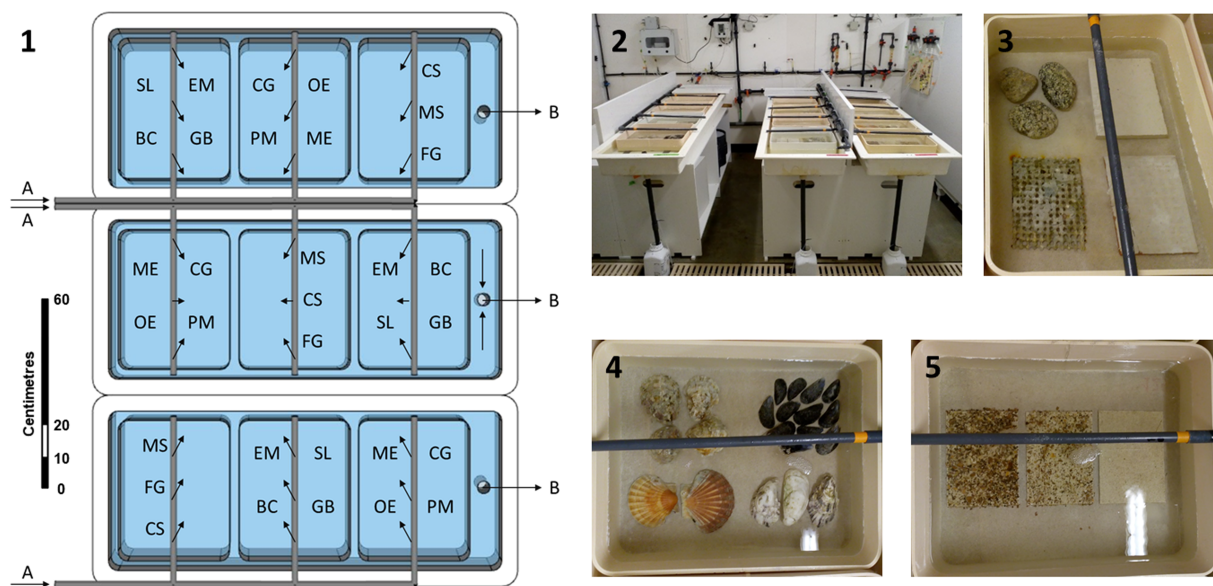 1
SL EM CG OE CS
MS
BC GB PM ME FG
B
A
A
ME CG MS EM BC
CS
OE PM FG SL GB
B
60
20
10
0
Centimetres
MS EM SL ME CG
FG
BC GB OE PM
CS
B
A
2
3
4
5